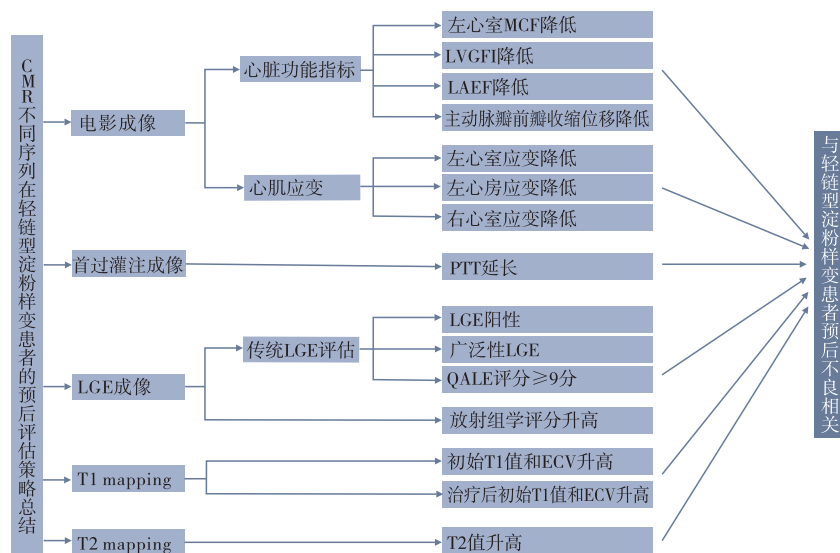 CMR不同序列在轻链型淀粉样变患者的预后评估策略总结
电影成像
心脏功能指标
左心室MCF降低
LVGFI降低
LAEF降低
主动脉瓣前瓣收缩位移降低
心肌应变
左心室应变降低
左心房应变降低
右心室应变降低
首过灌注成像
PTT延长
LGE成像
传统LGE评估
LGE阳性
广泛性LGE
QALE评分≥9分
放射组学评分升高
T1 mapping
初始T1值和ECV升高
治疗后初始T1值和ECV升高
T2 mapping
T2值升高
与轻链型淀粉样变患者预后不良相关